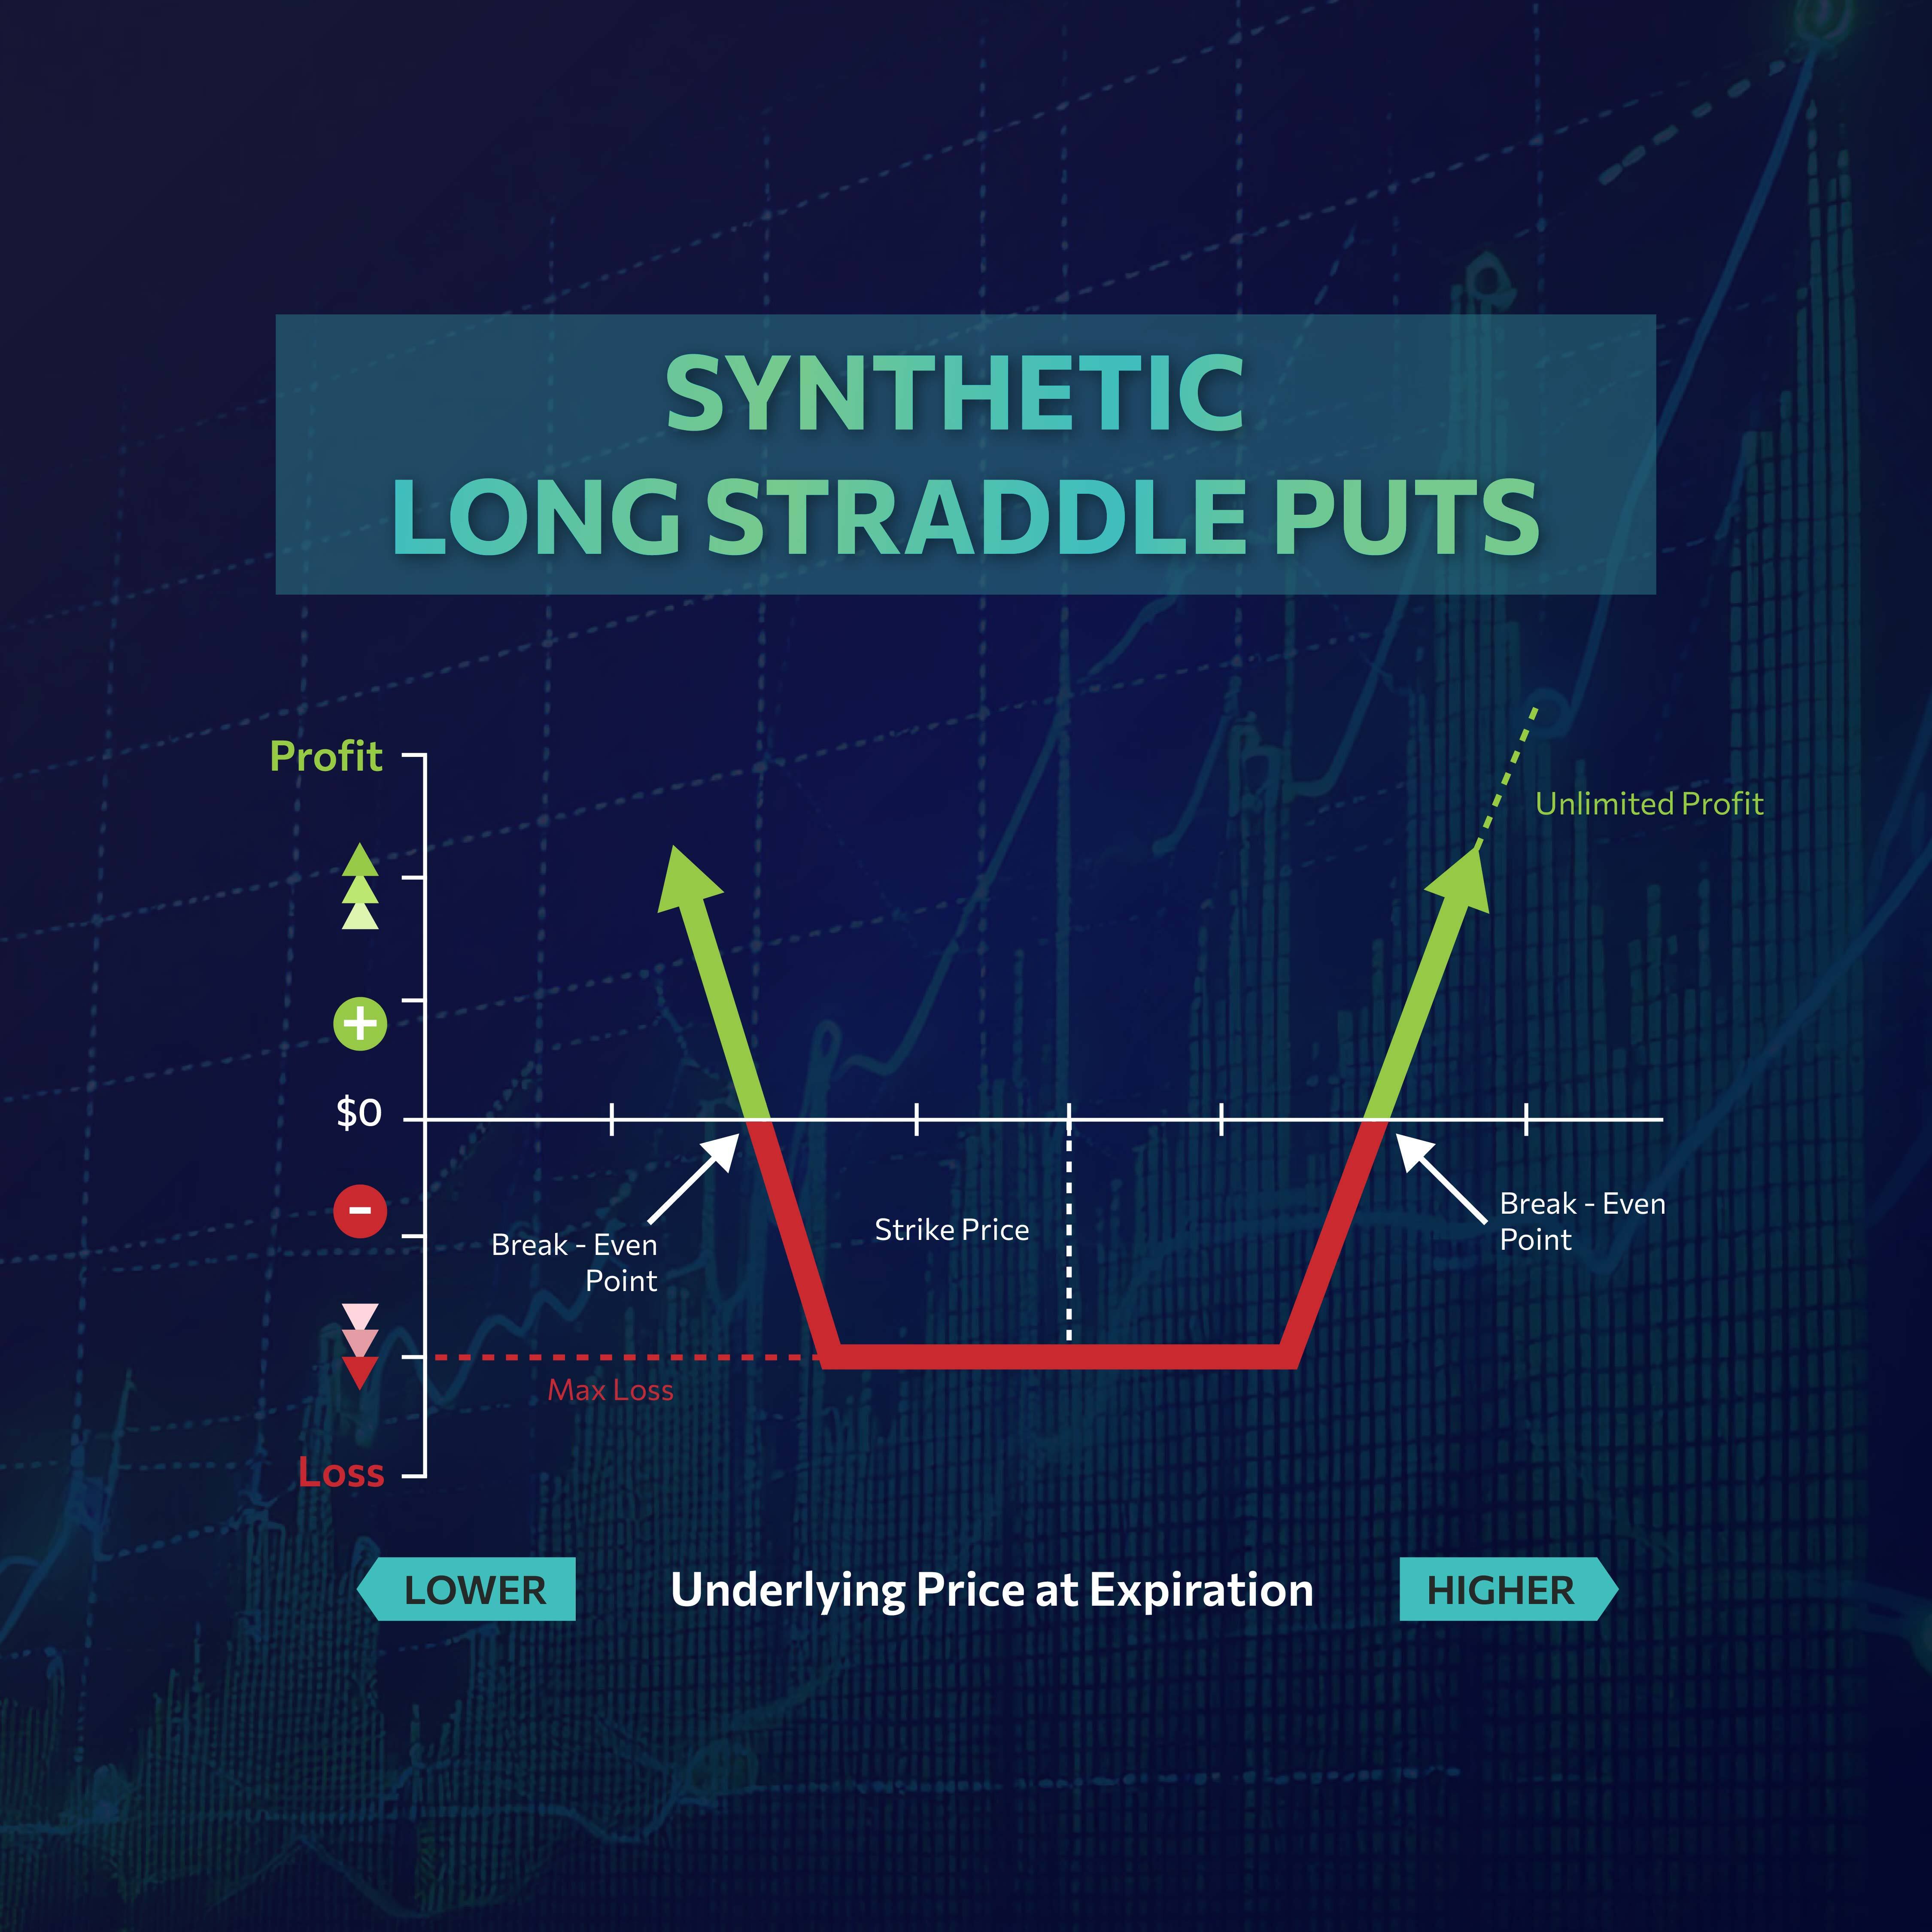 SYNTHETIC
LONG STRADDLE PUTS
Profit
Unlimited Profit
+
$0
-
Break - Even
Point
Strike Price
Break - Even
Point
Max Loss
Loss
LOWER
Underlying Price at Expiration
HIGHER